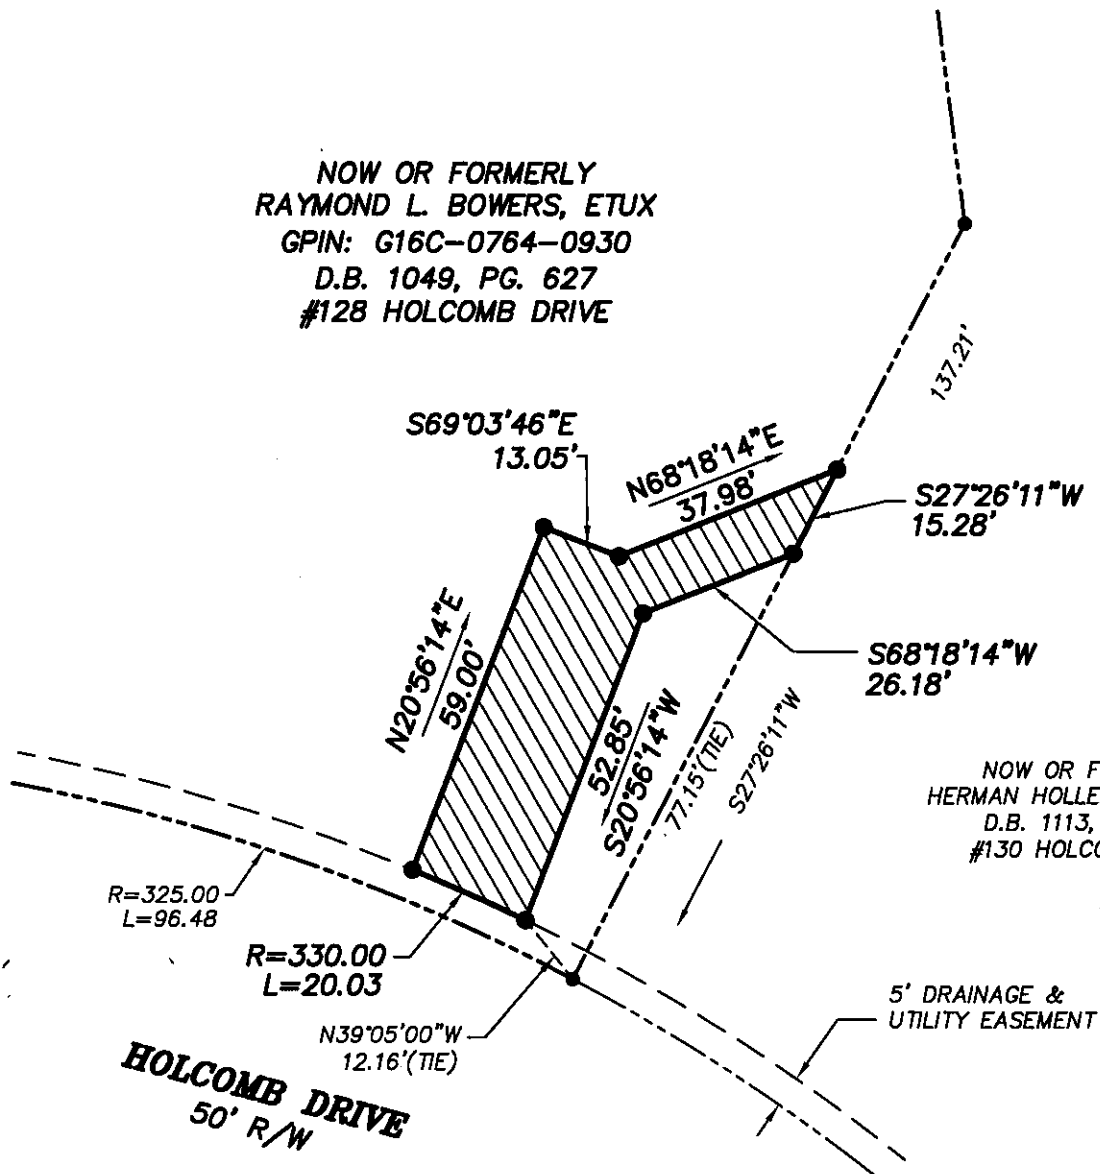 NOW OR FORMERLY
RAYMOND L. BOWERS, ETUX
GPIN: G16C-0764-0930
D.B. 1049, PG. 627
#128 HOLCOMB DRIVE
137.21'
S69°03'46"E
13.05'
N68°18'14"E
37.98'
S27°26'11"W
15.28'
N20°56'14"E
59.00'
S68°18'14"W
26.18'
52.85'
S20°56'14"W
77.15'(TIE)
S27°26'11"W
NOW OR F
HERMAN HOLLE
D.B. 1113,
#130 HOLCO
R=325.00
L=96.48
R=330.00
L=20.03
N39°05'00"W
12.16'(TIE)
5' DRAINAGE &
UTILITY EASEMENT
HOLCOMB DRIVE
50' R/W